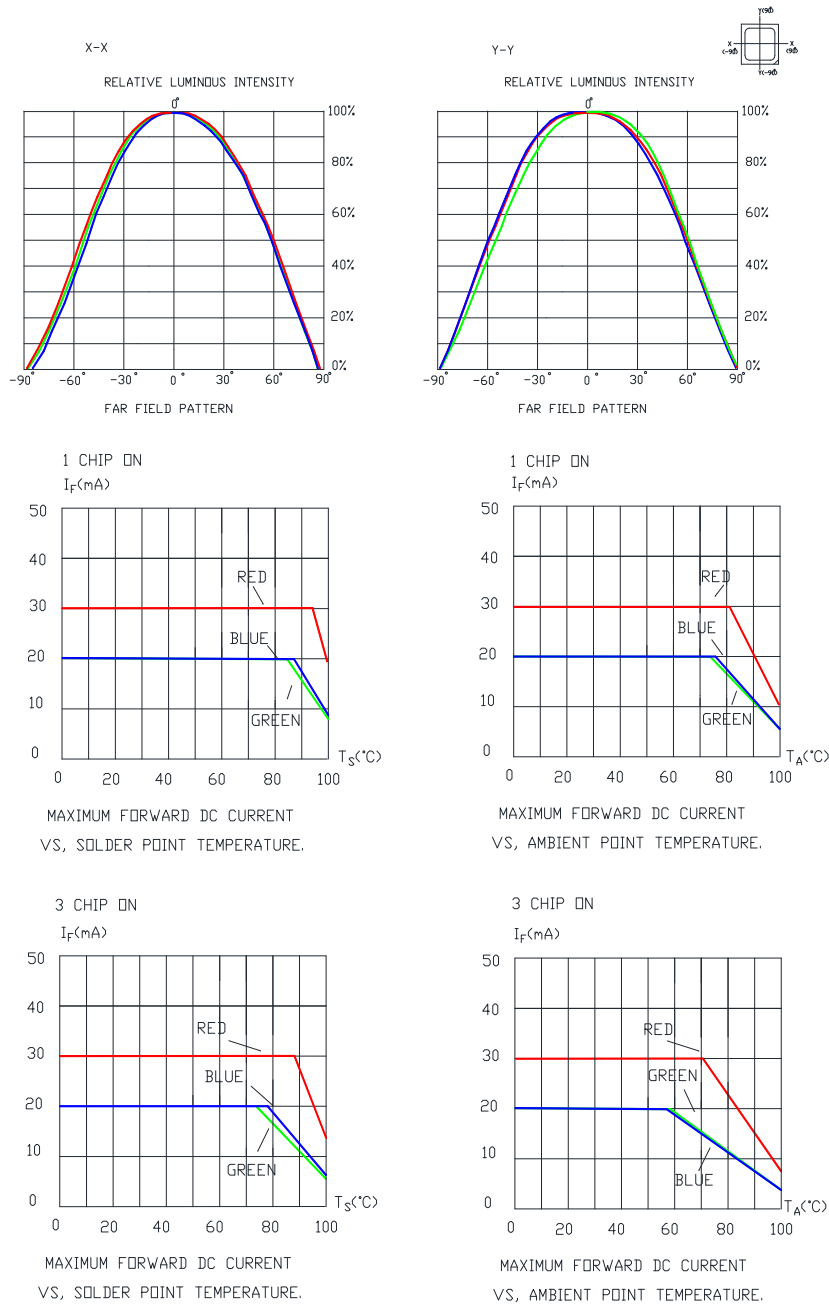 X-X
Y-Y
Y(90°)
X (-90°)
X (90°)
Y(-90°)
RELATIVE LUMINOUS INTENSITY
RELATIVE LUMINOUS INTENSITY
0°
100%
80%
60%
40%
20%
0%
-90° -60° -30° 0° 30° 60° 90°
FAR FIELD PATTERN
0°
100%
80%
60%
40%
20%
0%
-90° -60° -30° 0° 30° 60° 90°
FAR FIELD PATTERN
1 CHIP ON
IF(mA)
50
40
30
20
10
0
RED
BLUE
GREEN
TS(°C)
0 20 40 60 80 100
MAXIMUM FORWARD DC CURRENT
VS, SOLDER POINT TEMPERATURE.
1 CHIP ON
IF(mA)
50
40
30
20
10
0
RED
BLUE
GREEN
TA(°C)
0 20 40 60 80 100
MAXIMUM FORWARD DC CURRENT
VS, AMBIENT POINT TEMPERATURE.
3 CHIP ON
IF(mA)
50
40
30
20
10
0
RED
BLUE
GREEN
TS(°C)
0 20 40 60 80 100
MAXIMUM FORWARD DC CURRENT
VS, SOLDER POINT TEMPERATURE.
3 CHIP ON
IF(mA)
50
40
30
20
10
0
RED
GREEN
BLUE
TA(°C)
0 20 40 60 80 100
MAXIMUM FORWARD DC CURRENT
VS, AMBIENT POINT TEMPERATURE.